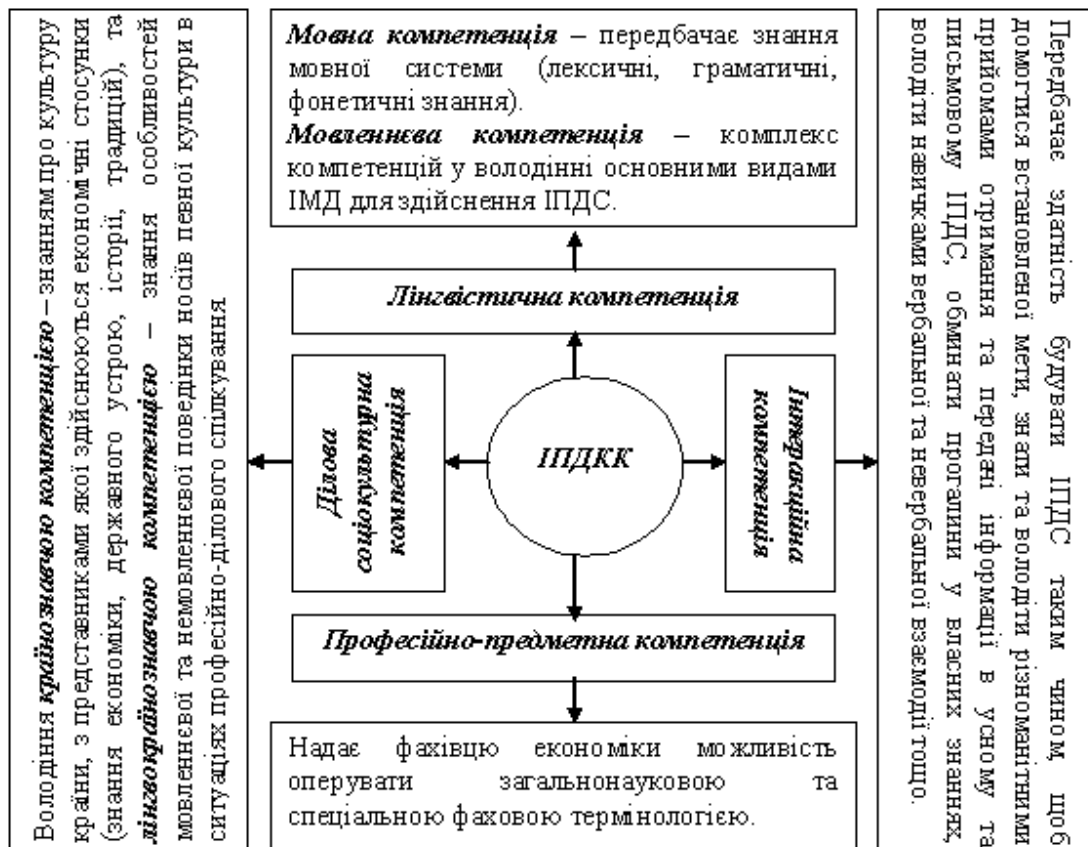 Володіння країнознавчою компетенцією – знанням про культуру
країни, з представниками якої здійснюються економічні стосунки
(знання економіки, державного устрою, історії, традицій), та
лінгвокраїнознавчою компетенцією – знання особливостей
мовленнєвої та немовленнєвої поведінки носіїв певної культури в
ситуаціях професійно-ділового спілкування
Мовна компетенція – передбачає знання
мовної системи (лексичні, граматичні,
фонетичні знання).
Мовленнєва компетенція – комплекс
компетенцій у володінні основними видами
ІМД для здійснення ІПДС.
Лінгвістична компетенція
Ділова
соціокультурна
компетенція
ІПДКК
Інтеракційна
компетенція
Професійно-предметна компетенція
Надає фахівцю економіки можливість
оперувати загальнонауковою та
спеціальною фаховою термінологією.
Передбачає здатність будувати ІПДС таким чином, щоб
домогтися встановленої мети, знати та володіти різноманітними
прийомами отримання та передачі інформації в усному та
письмовому ІПДС, обминати прогалини у власних знаннях,
володіти навичками вербальної та невербальної взаємодії тощо.